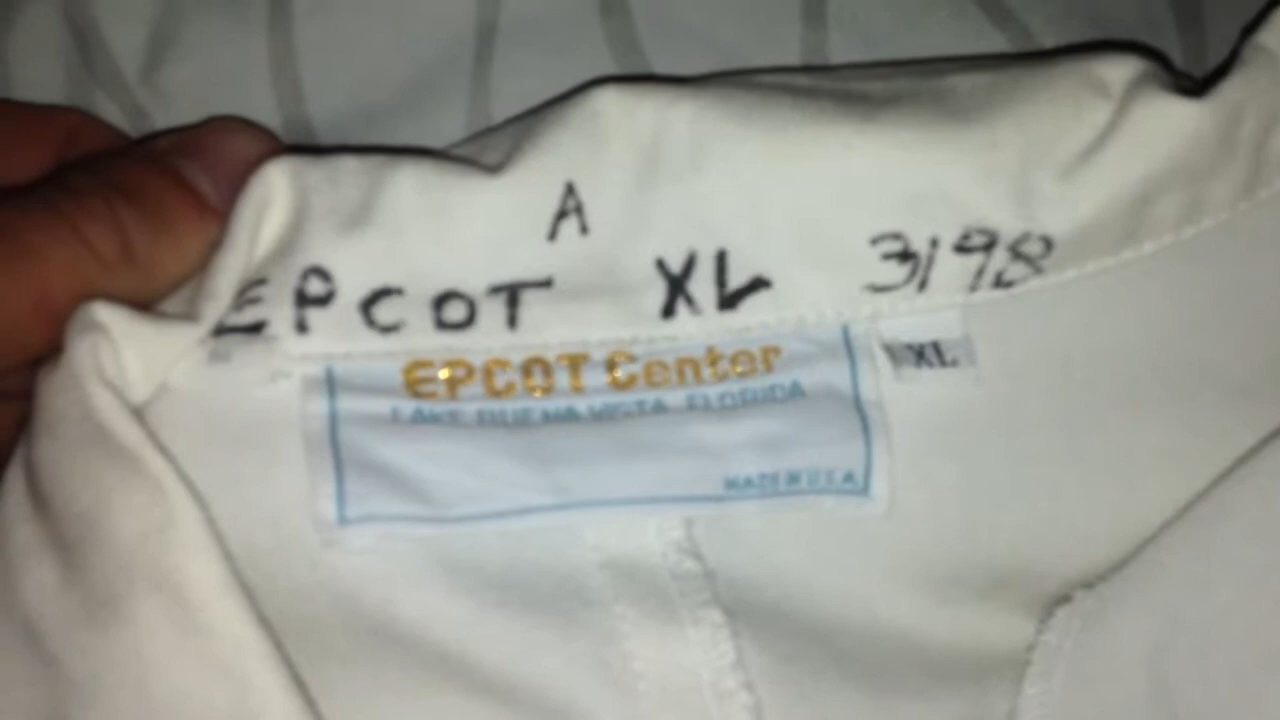 A
EPCOT XL 3198
EPCOT Center
XL
LAKE BUENA VISTA, FLORIDA
MADE IN U.S.A.